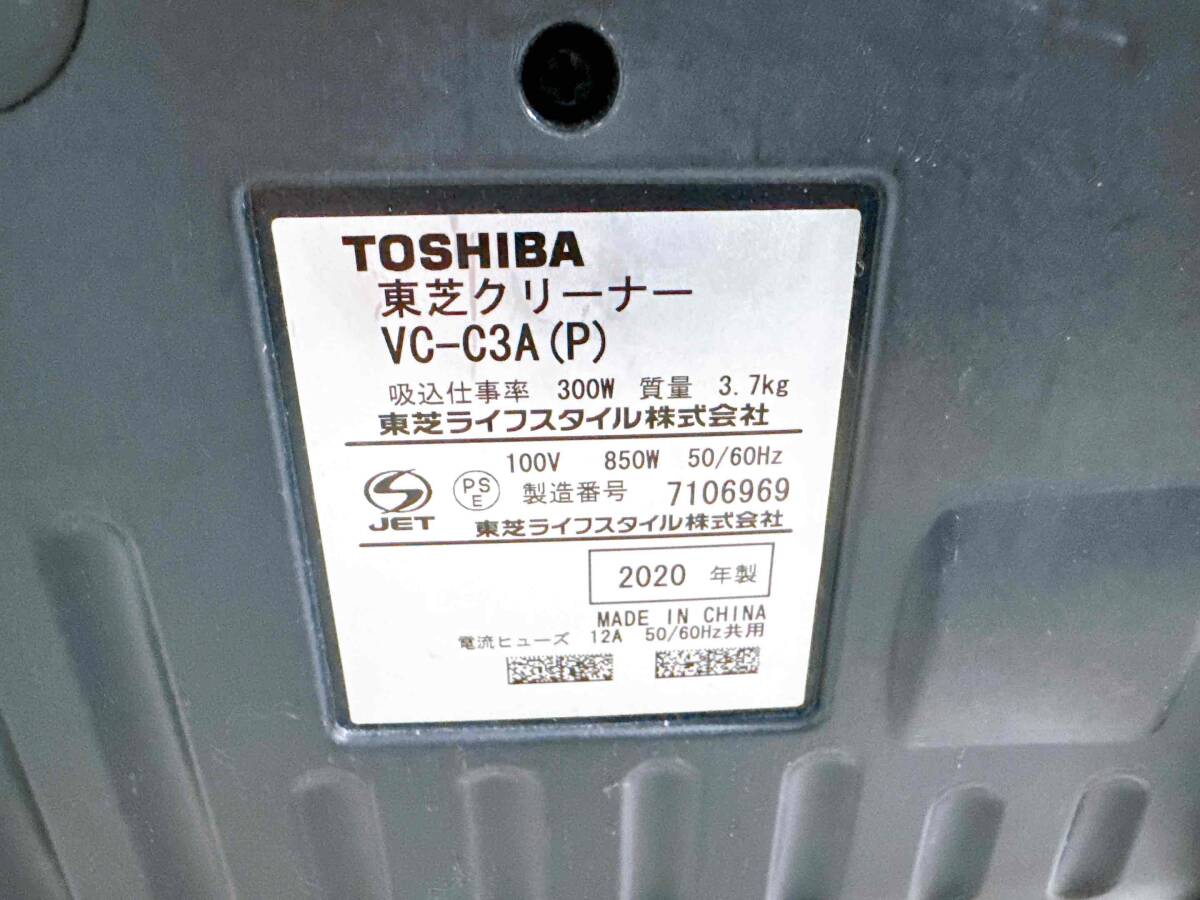 TOSHIBA
東芝クリーナー
VC-C3A(P)
吸込仕事率 300W 質量 3.7kg
東芝ライフスタイル株式会社
100V 850W 50/60Hz
JET PS E 製造番号 7106969
東芝ライフスタイル株式会社
2020 年製
MADE IN CHINA
電流ヒューズ 12A 50/60Hz共用